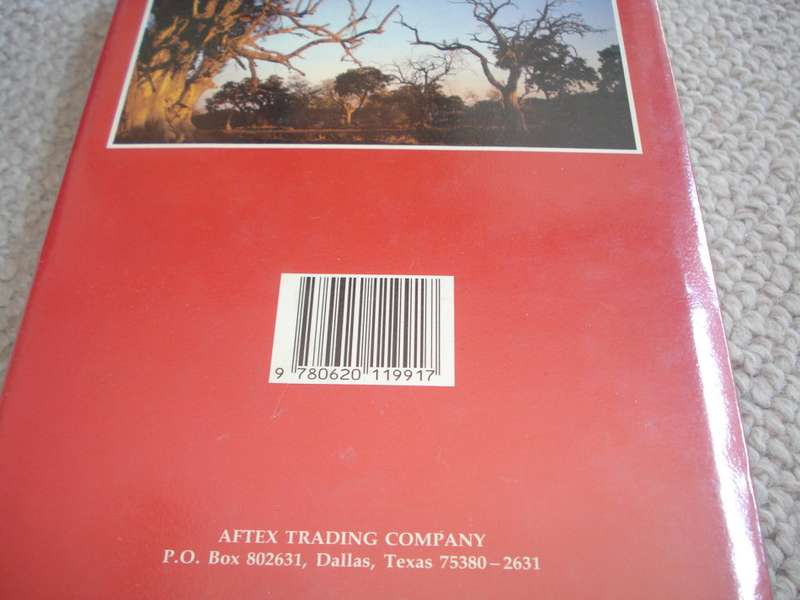 9 780620 119917
AFTEX TRADING COMPANY
P.O. Box 802631, Dallas, Texas 75380–2631